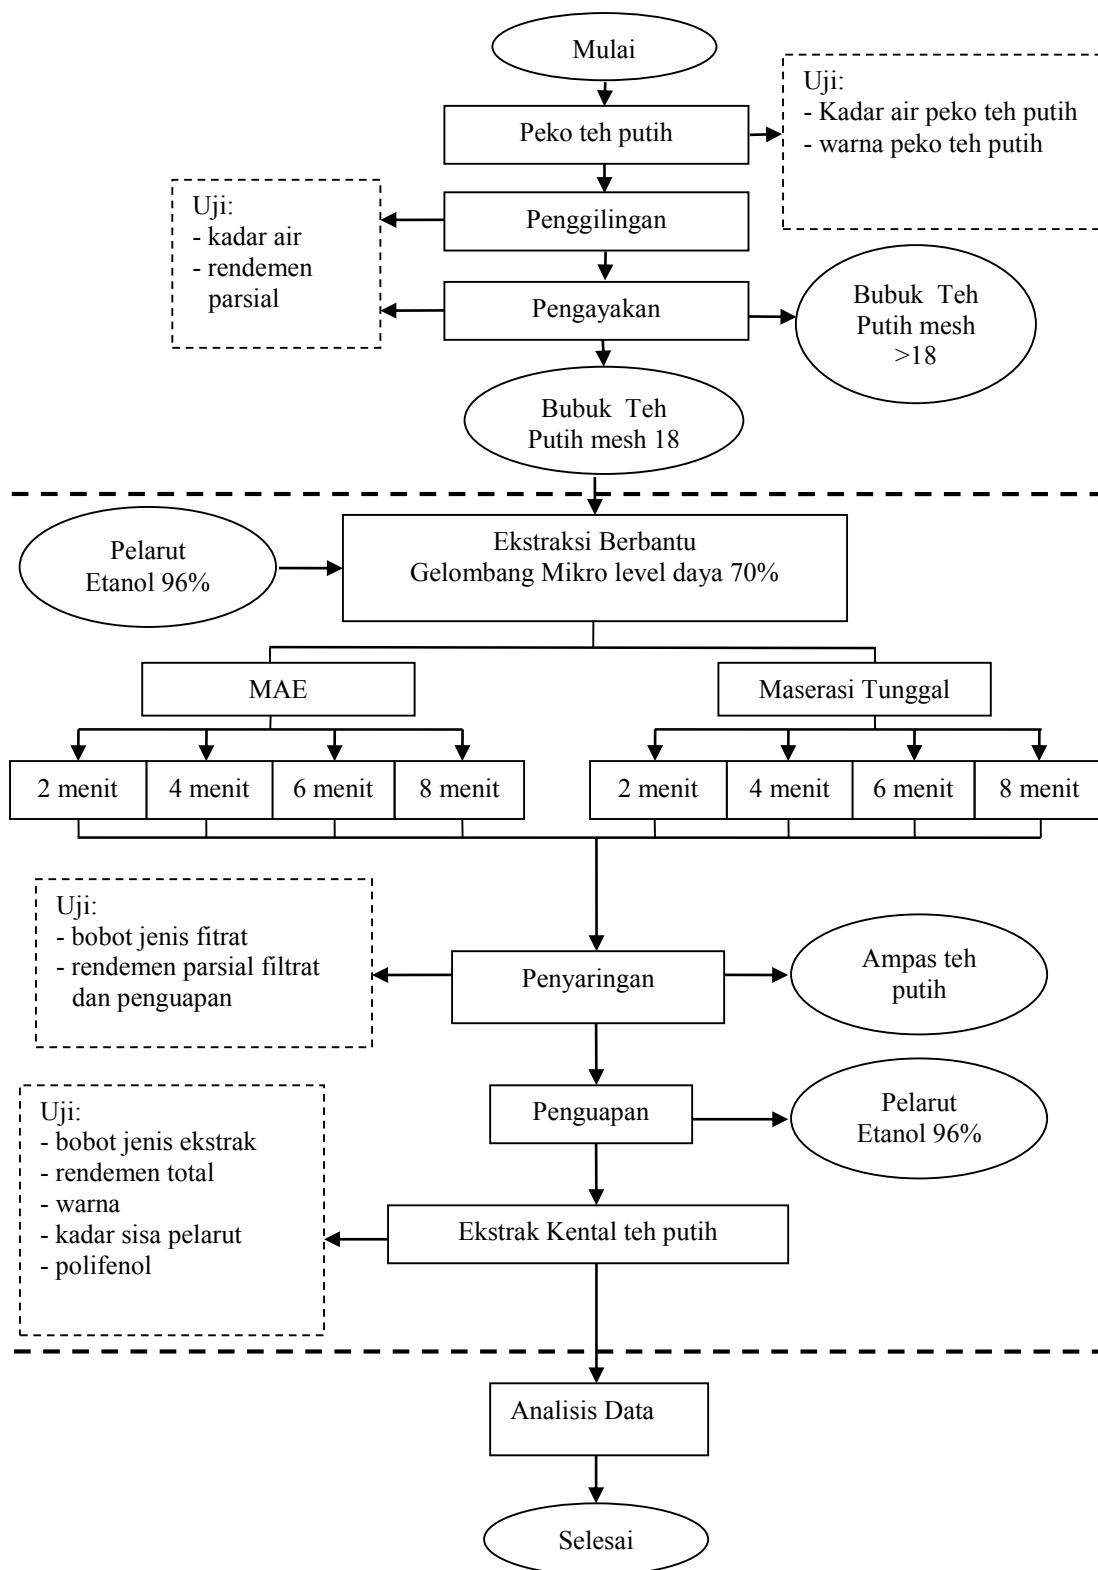 Mulai
Uji:
- Kadar air peko teh putih
- warna peko teh putih
Peko teh putih
Uji:
- kadar air
- rendemen
parsial
Penggilingan
Pengayakan
Bubuk Teh
Putih mesh
>18
Bubuk Teh
Putih mesh 18
Pelarut
Etanol 96%
Ekstraksi Berbantu
Gelombang Mikro level daya 70%
MAE
Maserasi Tunggal
2 menit
4 menit
6 menit
8 menit
2 menit
4 menit
6 menit
8 menit
Uji:
- bobot jenis fitrat
- rendemen parsial filtrat
dan penguapan
Penyaringan
Ampas teh
putih
Penguapan
Pelarut
Etanol 96%
Uji:
- bobot jenis ekstrak
- rendemen total
- warna
- kadar sisa pelarut
- polifenol
Ekstrak Kental teh putih
Analisis Data
Selesai